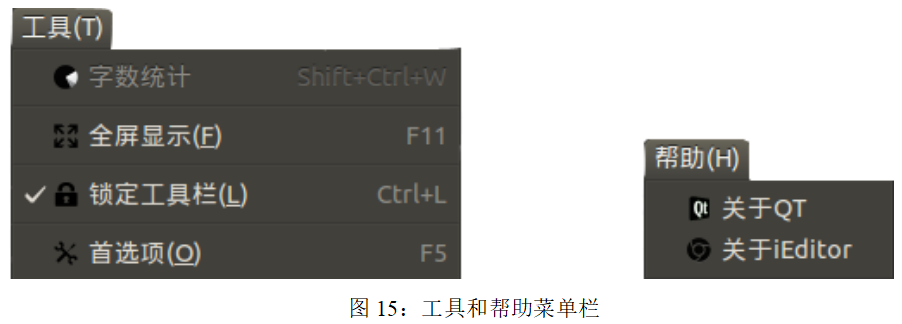 工具(T)
字数统计 Shift+Ctrl+W
全屏显示(F) F11
锁定工具栏(L) Ctrl+L
首选项(O) F5
帮助(H)
Qt 关于QT
关于iEditor
图 15：工具和帮助菜单栏